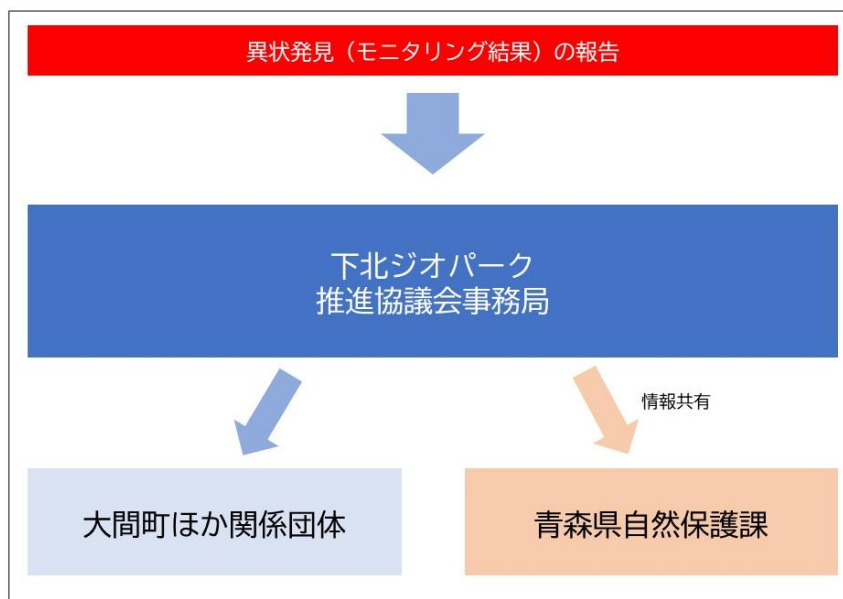 異状発見（モニタリング結果）の報告
下北ジオパーク
推進協議会事務局
情報共有
大間町ほか関係団体
青森県自然保護課